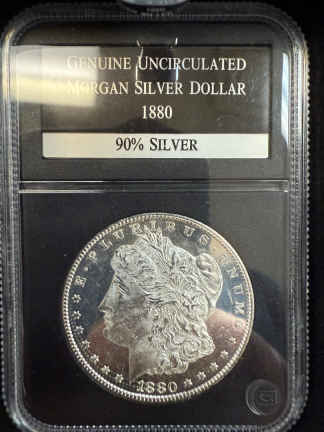 GENUINE UNCIRCULATED
MORGAN SILVER DOLLAR
1880
90% SILVER
E·PLURIBUS·UNUM
1880